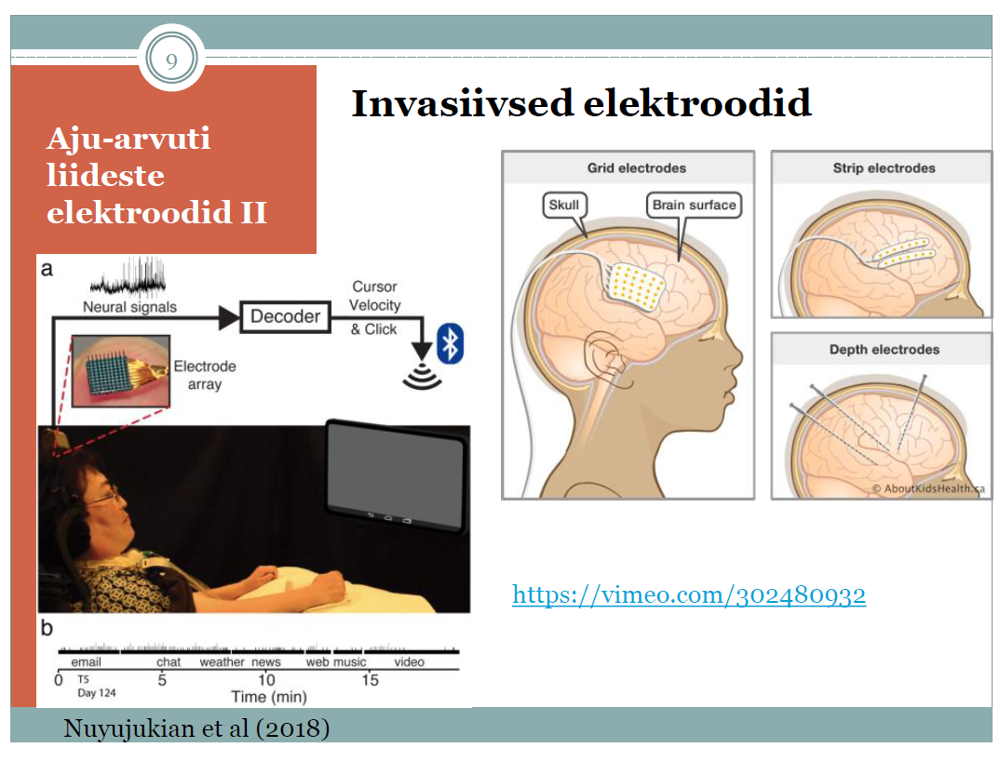 9
Aju-arvuti
liideste
elektroodid II
Invasiivsed elektroodid
a
Neural signals
Decoder
Cursor
Velocity
& Click
Electrode
array
b
email chat weather news web music video
0 5 10 15
T5
Day 124
Time (min)
Nuyujukian et al (2018)
Grid electrodes
Skull
Brain surface
Strip electrodes
Depth electrodes
© AboutKidsHealth.ca
https://vimeo.com/302480932